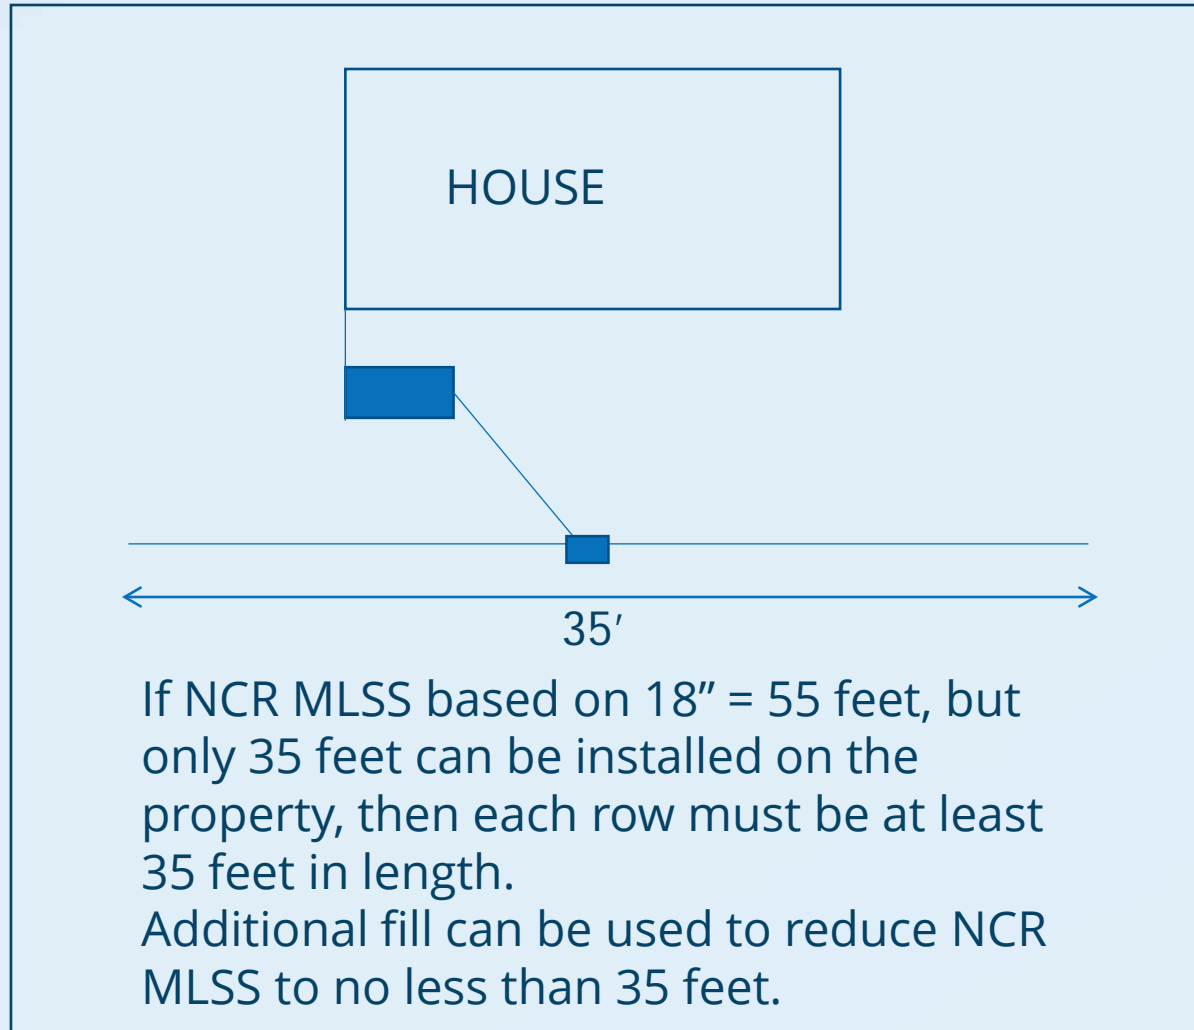 HOUSE
35′
If NCR MLSS based on 18” = 55 feet, but
only 35 feet can be installed on the
property, then each row must be at least
35 feet in length.
Additional fill can be used to reduce NCR
MLSS to no less than 35 feet.